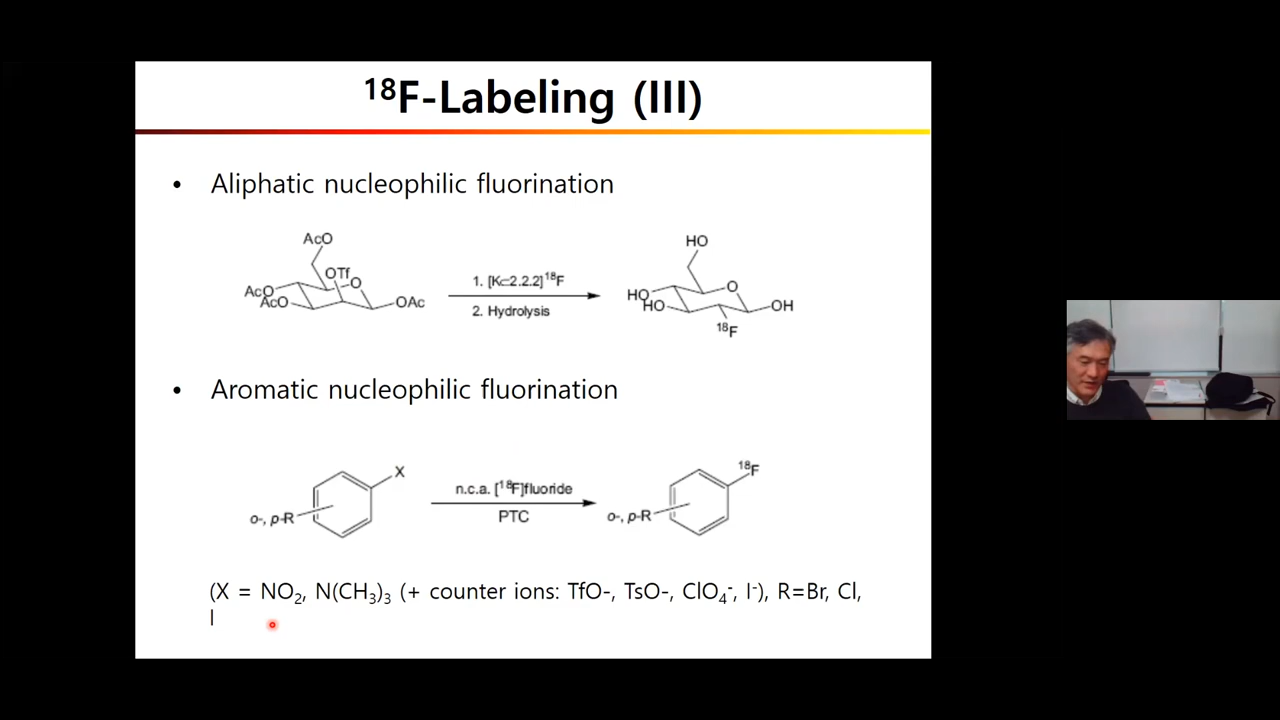 ¹⁸F-Labeling (III)
• Aliphatic nucleophilic fluorination
AcO
OTf
O
AcO
AcO
OAc
1. [K⊂2.2.2]¹⁸F
2. Hydrolysis
HO
O
HO
HO
OH
¹⁸F
• Aromatic nucleophilic fluorination
X
o-, p-R
n.c.a. [¹⁸F]fluoride
PTC
¹⁸F
o-, p-R
(X = NO₂, N(CH₃)₃ (+ counter ions: TfO-, TsO-, ClO₄⁻, I⁻), R=Br, Cl,
I